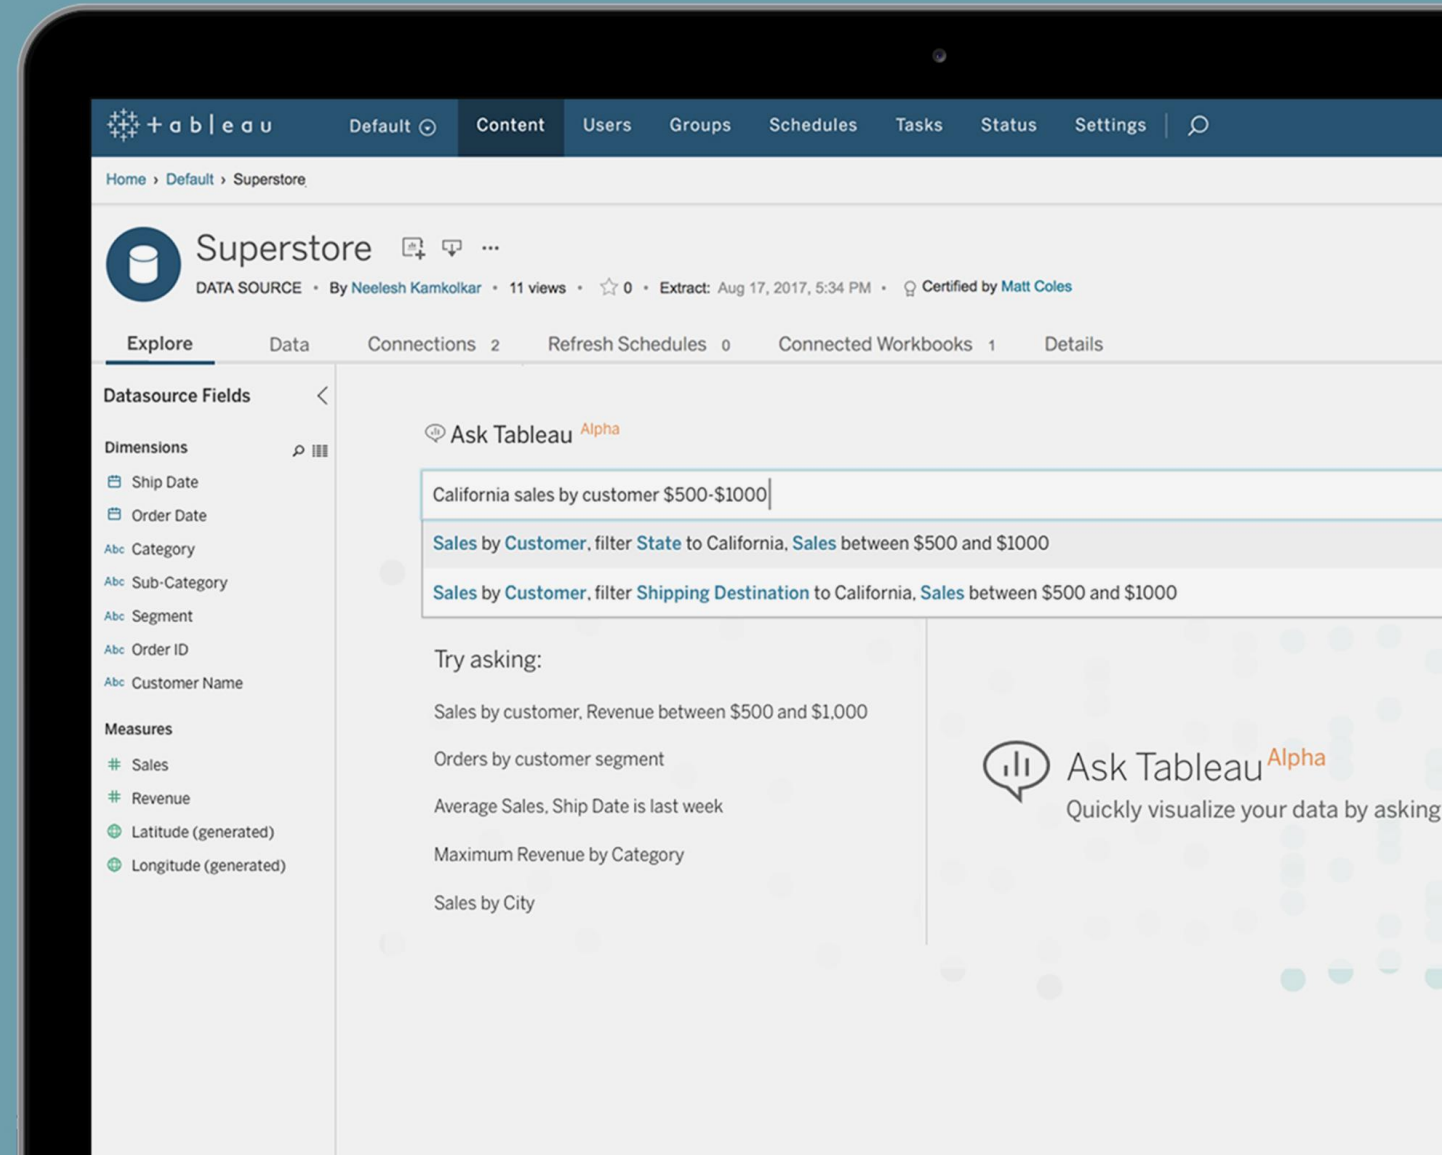 tableau Default Content Users Groups Schedules Tasks Status Settings
Home › Default › Superstore
Superstore ...
DATA SOURCE • By Neelesh Kamkolkar • 11 views • 0 • Extract: Aug 17, 2017, 5:34 PM • Certified by Matt Coles
Explore Data Connections 2 Refresh Schedules 0 Connected Workbooks 1 Details
Datasource Fields
Dimensions
Ship Date
Order Date
Abc Category
Abc Sub-Category
Abc Segment
Abc Order ID
Abc Customer Name
Measures
# Sales
# Revenue
Latitude (generated)
Longitude (generated)
Ask Tableau Alpha
California sales by customer $500-$1000
Sales by Customer, filter State to California, Sales between $500 and $1000
Sales by Customer, filter Shipping Destination to California, Sales between $500 and $1000
Try asking:
Sales by customer, Revenue between $500 and $1,000
Orders by customer segment
Average Sales, Ship Date is last week
Maximum Revenue by Category
Sales by City
Ask Tableau Alpha
Quickly visualize your data by asking